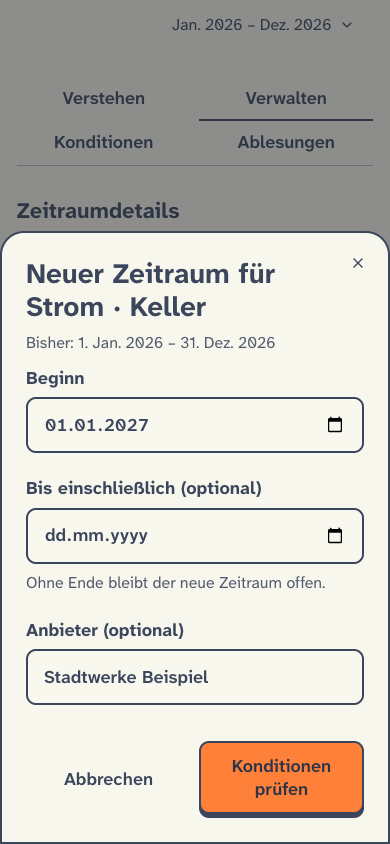 Jan. 2026 – Dez. 2026
Verstehen
Verwalten
Konditionen
Ablesungen
Zeitraumdetails
Neuer Zeitraum für
Strom · Keller
Bisher: 1. Jan. 2026 – 31. Dez. 2026
Beginn
01.01.2027
Bis einschließlich (optional)
dd.mm.yyyy
Ohne Ende bleibt der neue Zeitraum offen.
Anbieter (optional)
Stadtwerke Beispiel
Abbrechen
Konditionen
prüfen